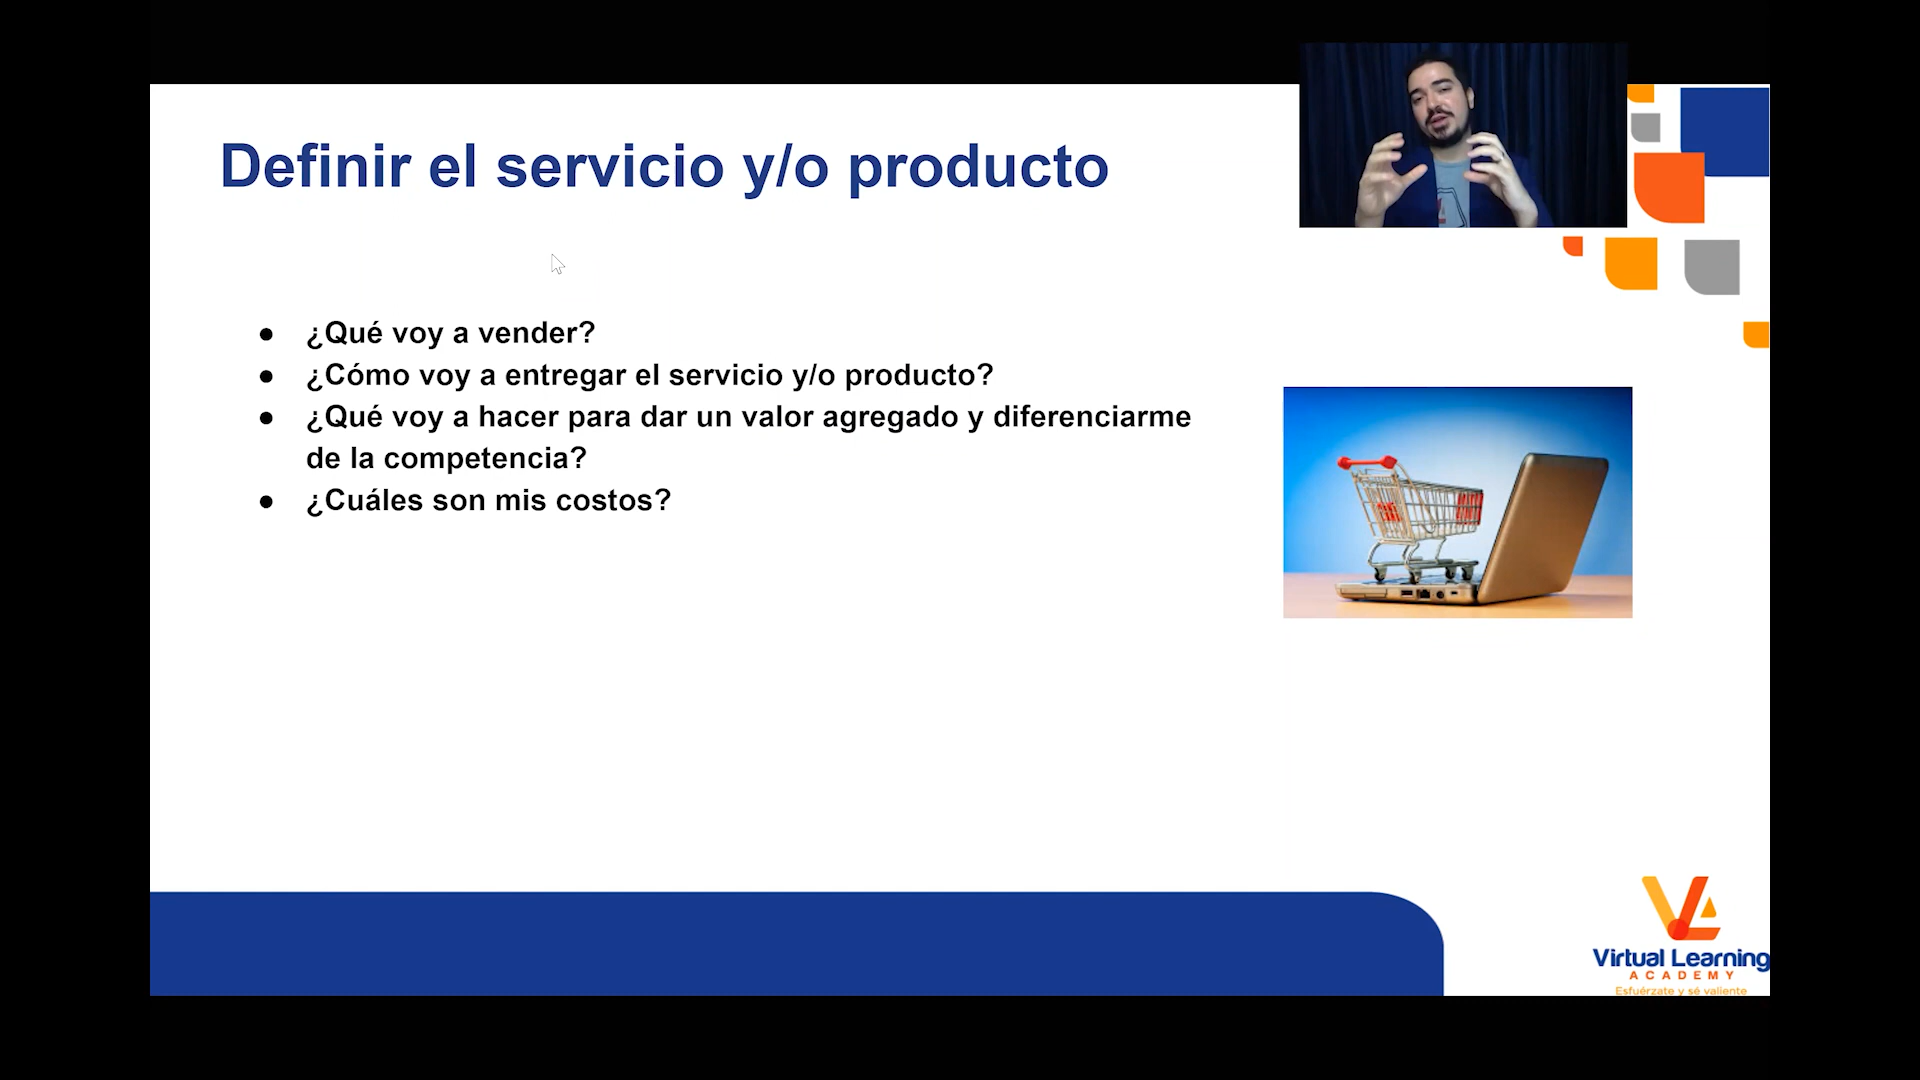 Definir el servicio y/o producto
● ¿Qué voy a vender?
● ¿Cómo voy a entregar el servicio y/o producto?
● ¿Qué voy a hacer para dar un valor agregado y diferenciarme
de la competencia?
● ¿Cuáles son mis costos?
Virtual Learning
ACADEMY
Esfuérzate y sé valiente